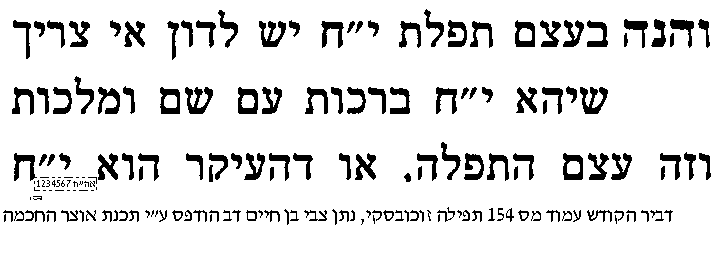 והנה בעצם תפלת י״ח יש לדון אי צריך
שיהא י״ח ברכות עם שם ומלכות
וזה עצם התפלה. או דהעיקר הוא י״ח
אה״ח 1234567
דביר הקודש עמוד מס 154 תפילה זוכובסקי, נתן צבי בן חיים דב הודפס ע״י תכנת אוצר החכמה